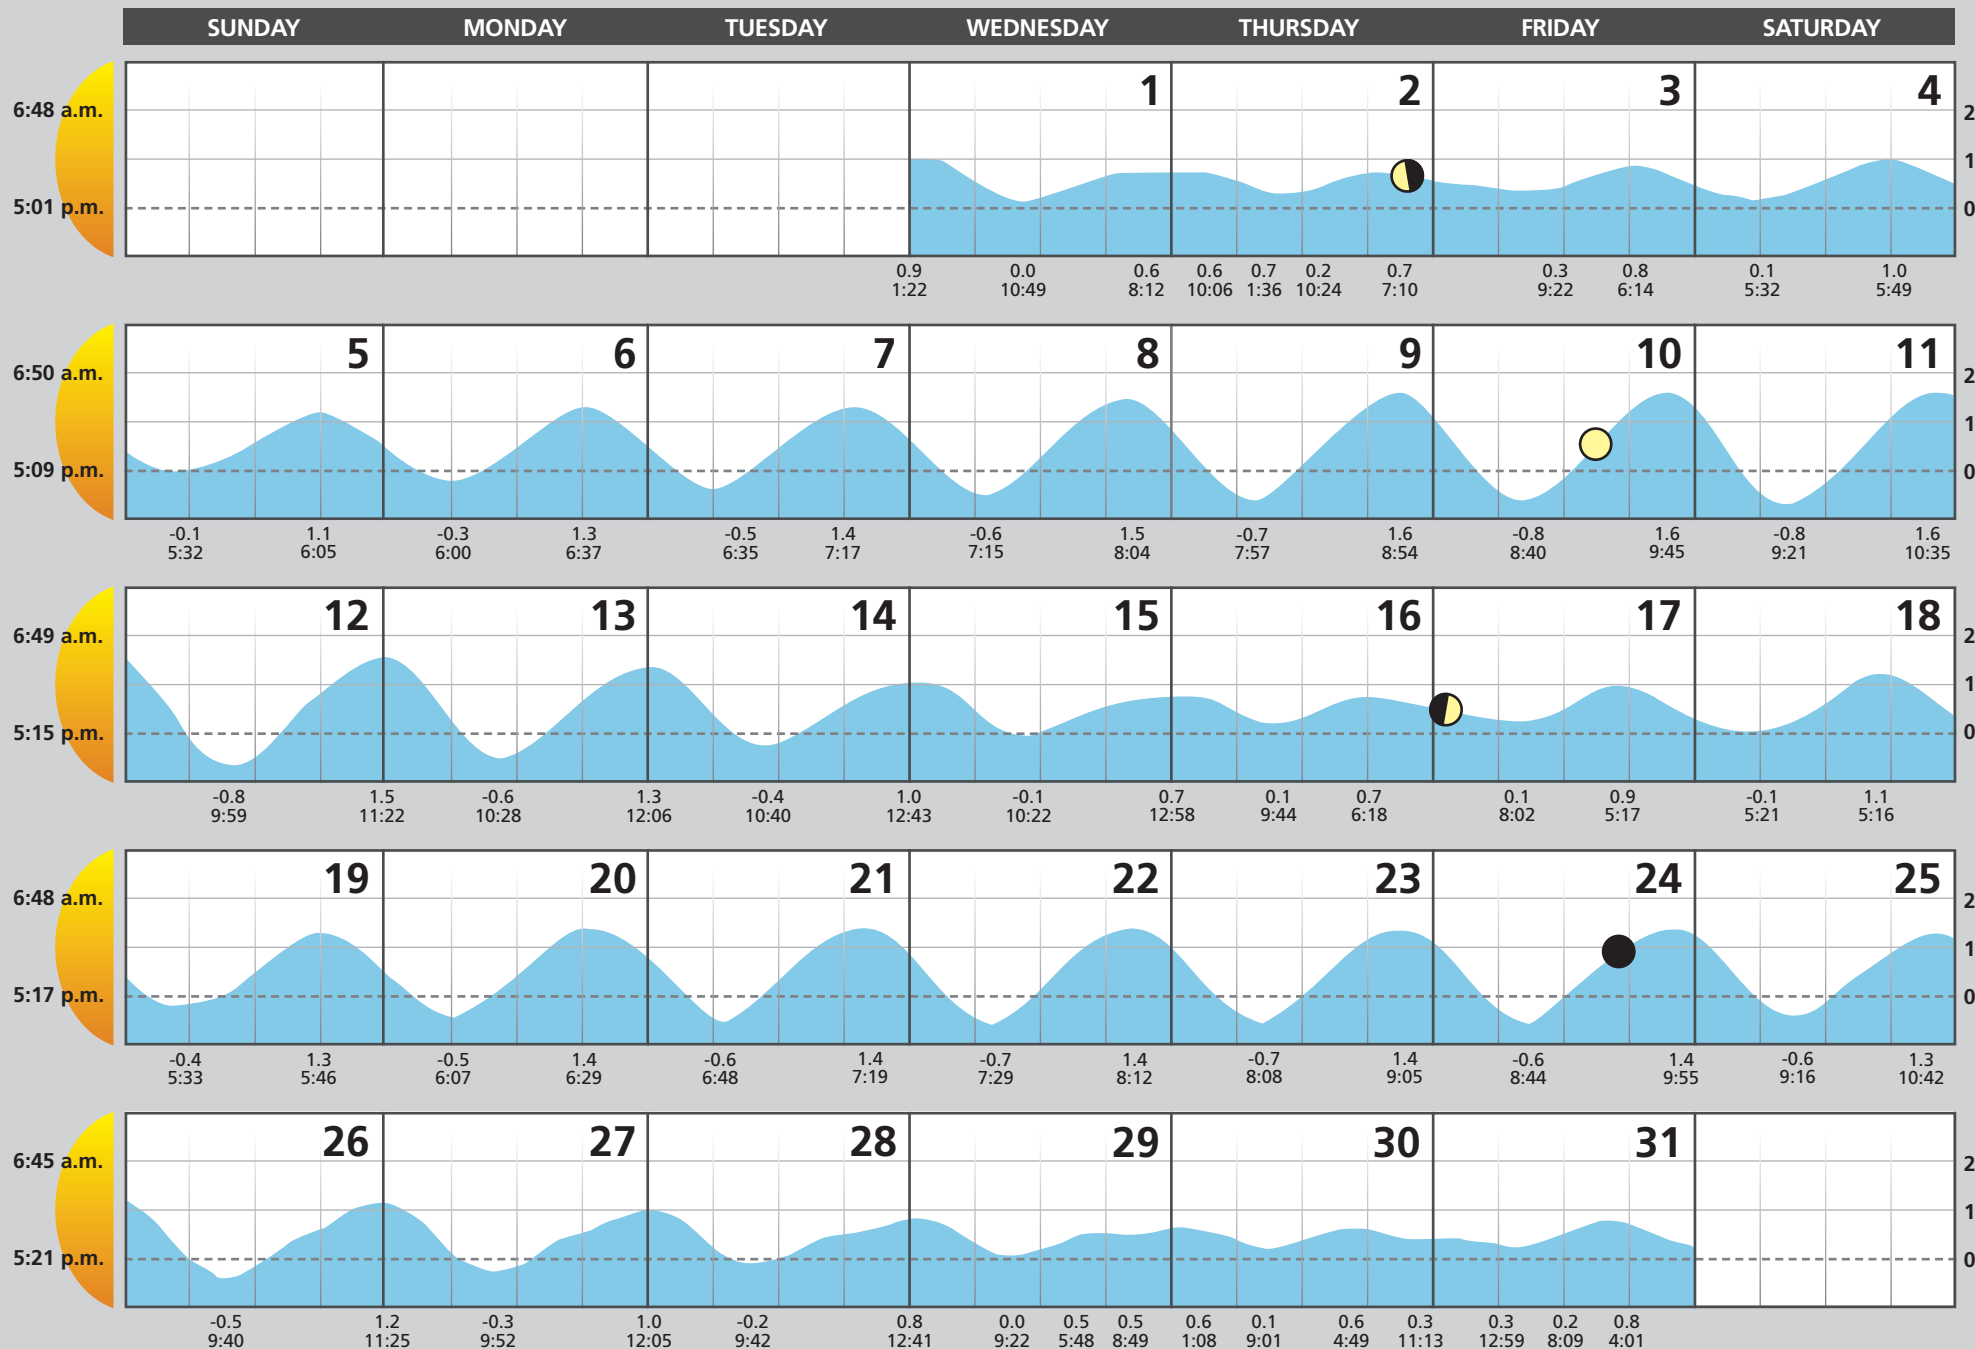 SUNDAY MONDAY TUESDAY WEDNESDAY THURSDAY FRIDAY SATURDAY
1 2 3 4
6:48 a.m. 2
1
5:01 p.m. 0
0.9 0.0 0.6 0.6 0.7 0.2 0.7 0.3 0.8 0.1 1.0
1:22 10:49 8:12 10:06 1:36 10:24 7:10 9:22 6:14 5:32 5:49
5 6 7 8 9 10 11
6:50 a.m. 2
1
5:09 p.m. 0
-0.1 1.1 -0.3 1.3 -0.5 1.4 -0.6 1.5 -0.7 1.6 -0.8 1.6 -0.8 1.6
5:32 6:05 6:00 6:37 6:35 7:17 7:15 8:04 7:57 8:54 8:40 9:45 9:21 10:35
12 13 14 15 16 17 18
6:49 a.m. 2
1
5:15 p.m. 0
-0.8 1.5 -0.6 1.3 -0.4 1.0 -0.1 0.7 0.1 0.7 0.1 0.9 -0.1 1.1
9:59 11:22 10:28 12:06 10:40 12:43 10:22 12:58 9:44 6:18 8:02 5:17 5:21 5:16
19 20 21 22 23 24 25
6:48 a.m. 2
1
5:17 p.m. 0
-0.4 1.3 -0.5 1.4 -0.6 1.4 -0.7 1.4 -0.7 1.4 -0.6 1.4 -0.6 1.3
5:33 5:46 6:07 6:29 6:48 7:19 7:29 8:12 8:08 9:05 8:44 9:55 9:16 10:42
26 27 28 29 30 31
6:45 a.m. 2
1
5:21 p.m. 0
-0.5 1.2 -0.3 1.0 -0.2 0.8 0.0 0.5 0.5 0.6 0.1 0.6 0.3 0.3 0.2 0.8
9:40 11:25 9:52 12:05 9:42 12:41 9:22 5:48 8:49 1:08 9:01 4:49 11:13 12:59 8:09 4:01